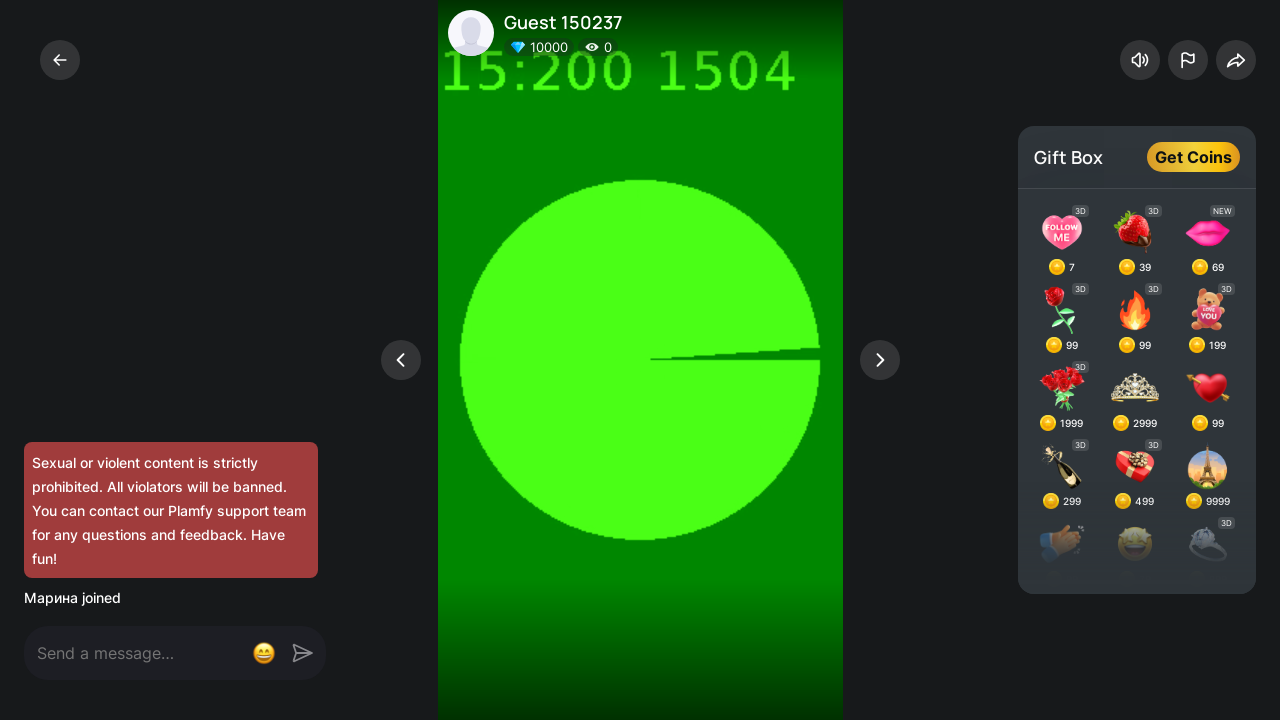 Guest 150237
10000 0
15:200 1504
Gift Box
Get Coins
3D
3D
NEW
FOLLOW
ME
7
39
69
3D
3D
LOVE
YOU
99
99
199
3D
1999
2999
99
3D
3D
299
499
9999
3D
Sexual or violent content is strictly
prohibited. All violators will be banned.
You can contact our Plamfy support team
for any questions and feedback. Have
fun!
Марина joined
Send a message...